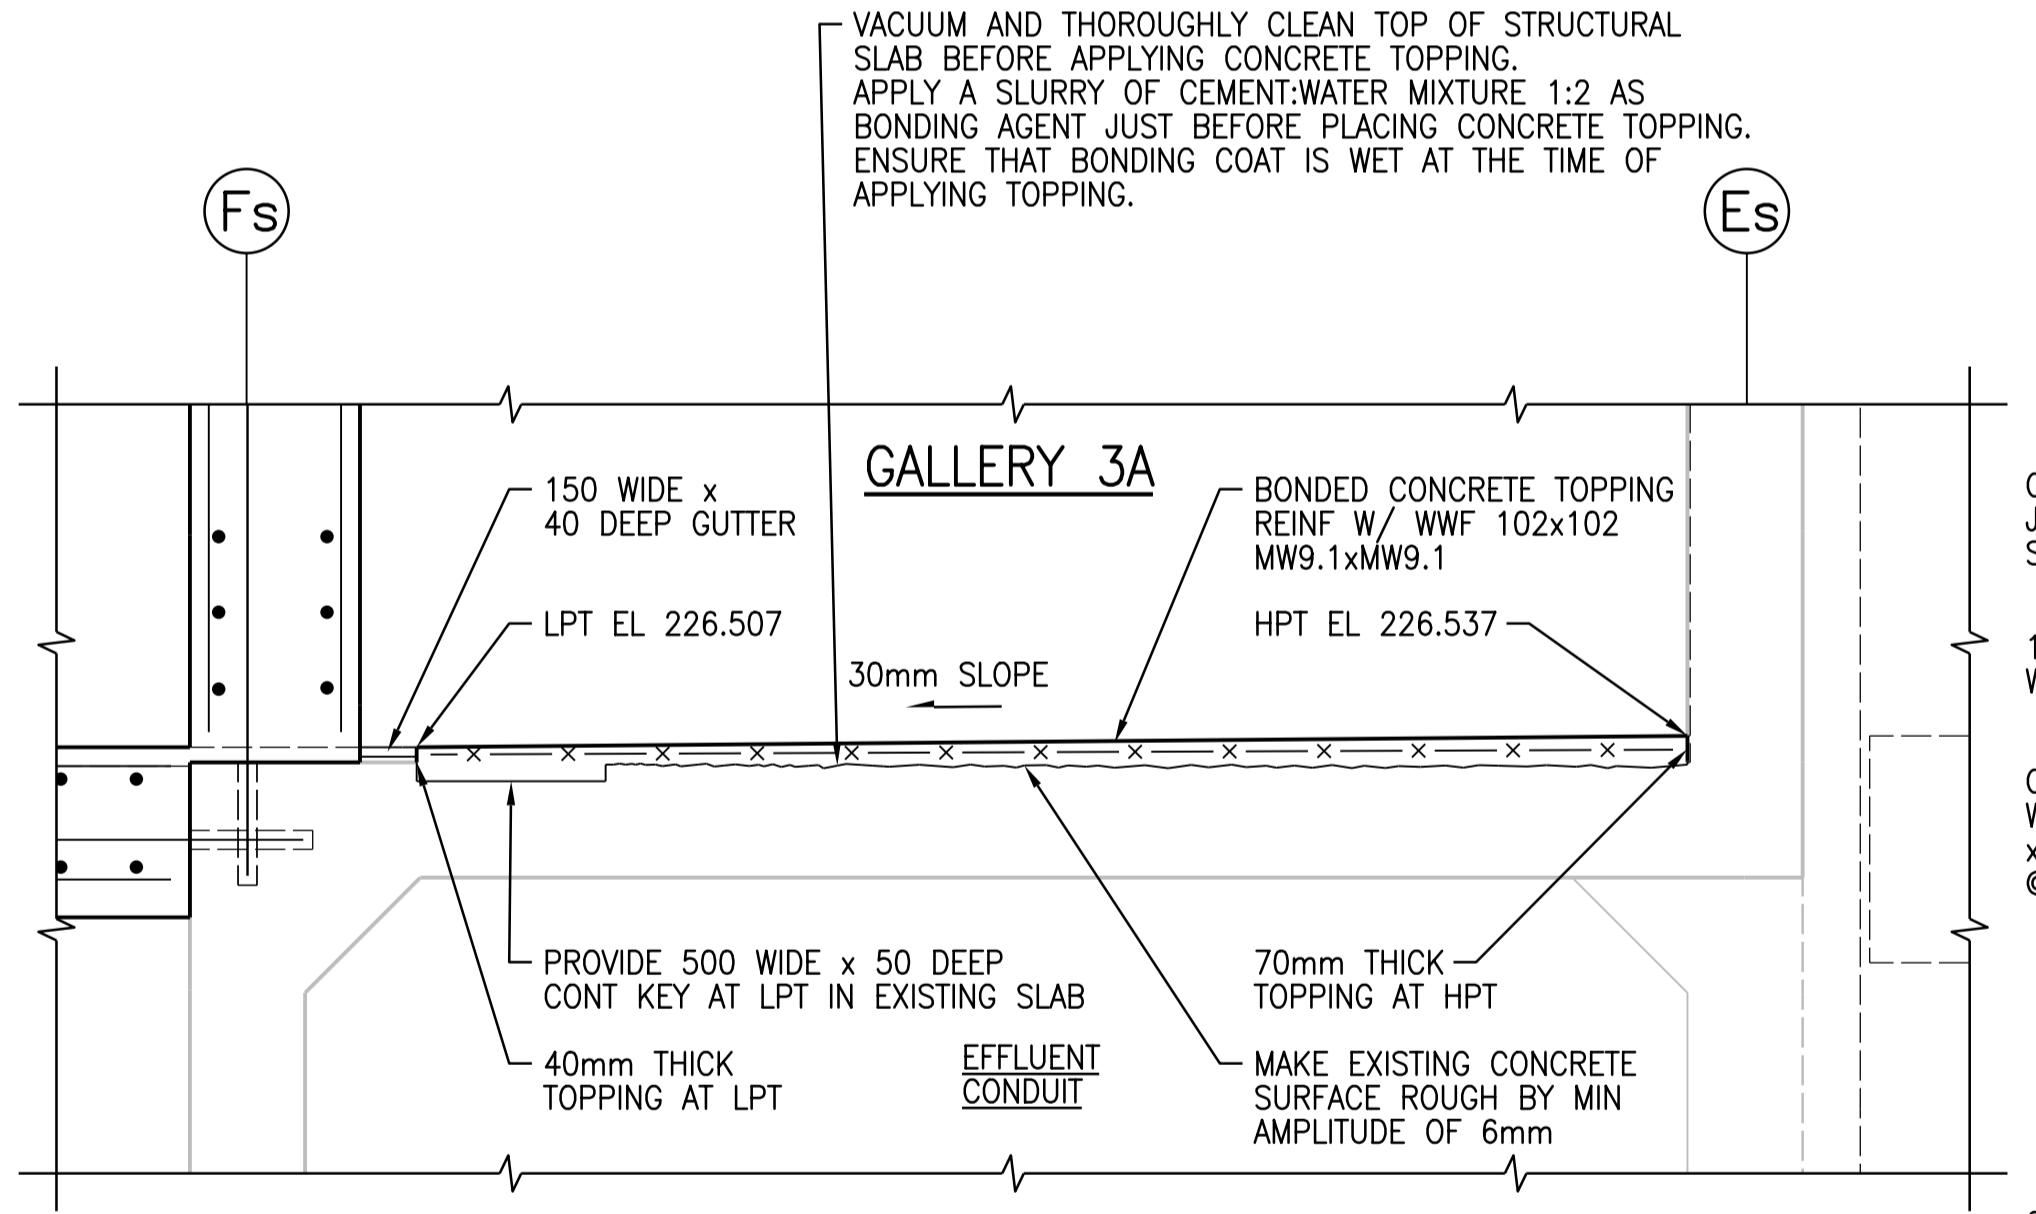 VACUUM AND THOROUGHLY CLEAN TOP OF STRUCTURAL
SLAB BEFORE APPLYING CONCRETE TOPPING.
APPLY A SLURRY OF CEMENT:WATER MIXTURE 1:2 AS
BONDING AGENT JUST BEFORE PLACING CONCRETE TOPPING.
ENSURE THAT BONDING COAT IS WET AT THE TIME OF
APPLYING TOPPING.
Fs
Es
GALLERY 3A
150 WIDE x
40 DEEP GUTTER
BONDED CONCRETE TOPPING
REINF W/ WWF 102x102
MW9.1xMW9.1
LPT EL 226.507
HPT EL 226.537
30mm SLOPE
PROVIDE 500 WIDE x 50 DEEP
CONT KEY AT LPT IN EXISTING SLAB
70mm THICK
TOPPING AT HPT
40mm THICK
TOPPING AT LPT
EFFLUENT
CONDUIT
MAKE EXISTING CONCRETE
SURFACE ROUGH BY MIN
AMPLITUDE OF 6mm